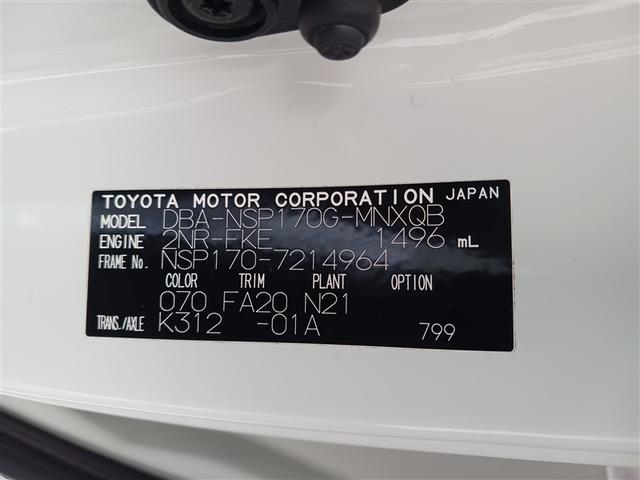 TOYOTA MOTOR CORPORATION JAPAN
MODEL DBA-NSP170G-MNXQB
ENGINE 2NR-FKE 1496 mL
FRAME No. NSP170-7214964
COLOR TRIM PLANT OPTION
070 FA20 N21
TRANS./AXLE K312 -01A 799